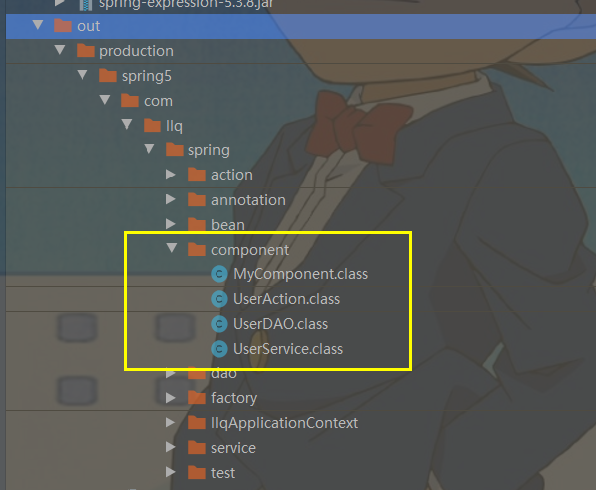 spring-expression-5.3.8.jar
out
production
spring5
com
llq
spring
action
annotation
bean
component
MyComponent.class
UserAction.class
UserDAO.class
UserService.class
dao
factory
llqApplicationContext
service
test